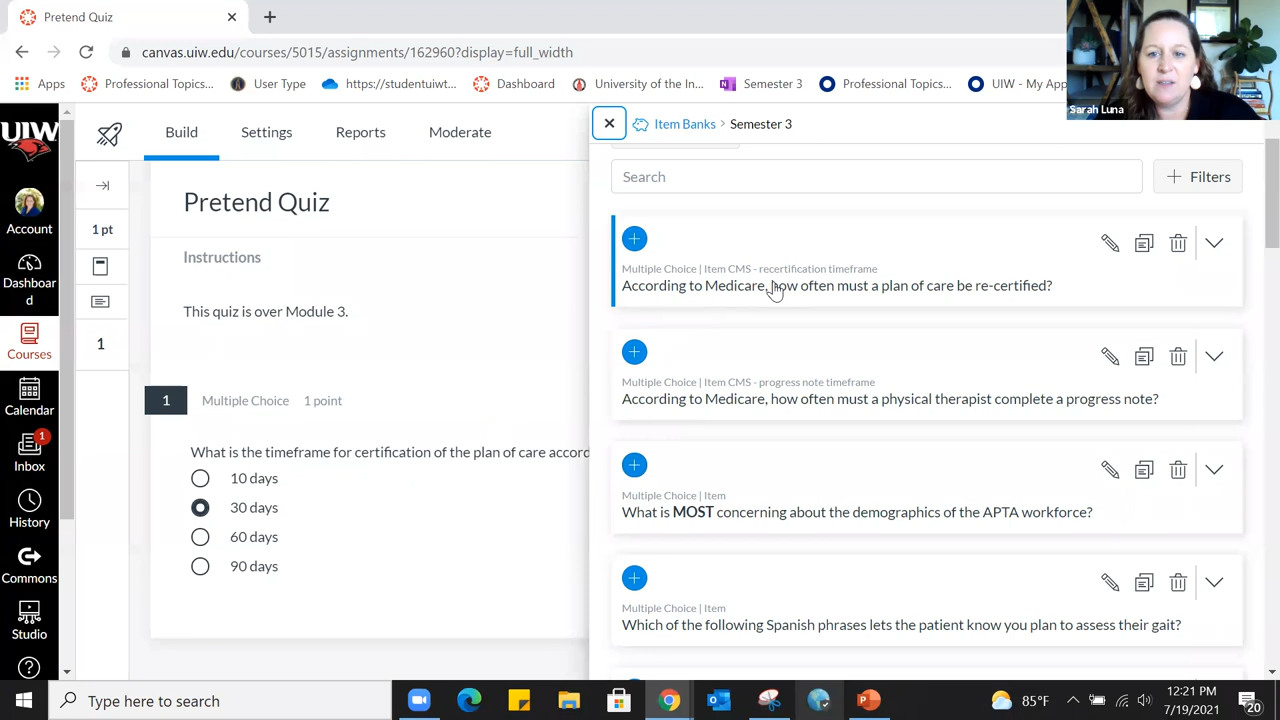 Pretend Quiz
canvas.uiw.edu/courses/5015/assignments/162960?display=full_width
Apps
Professional Topics...
User Type
https://studentuiwt...
Dashboard
University of the In...
Semester 3
Professional Topics...
UIW - My App
Sarah Luna
UIW
Account
Dashboar
d
Courses
Calendar
1
Inbox
History
Commons
Studio
Build
Settings
Reports
Moderate
1 pt
1
Pretend Quiz
Instructions
This quiz is over Module 3.
1
Multiple Choice 1 point
What is the timeframe for certification of the plan of care accord
10 days
30 days
60 days
90 days
Item Banks > Semester 3
Search
Filters
Multiple Choice | Item CMS - recertification timeframe
According to Medicare, how often must a plan of care be re-certified?
Multiple Choice | Item CMS - progress note timeframe
According to Medicare, how often must a physical therapist complete a progress note?
Multiple Choice | Item
What is MOST concerning about the demographics of the APTA workforce?
Multiple Choice | Item
Which of the following Spanish phrases lets the patient know you plan to assess their gait?
Type here to search
85°F
12:21 PM
7/19/2021
20